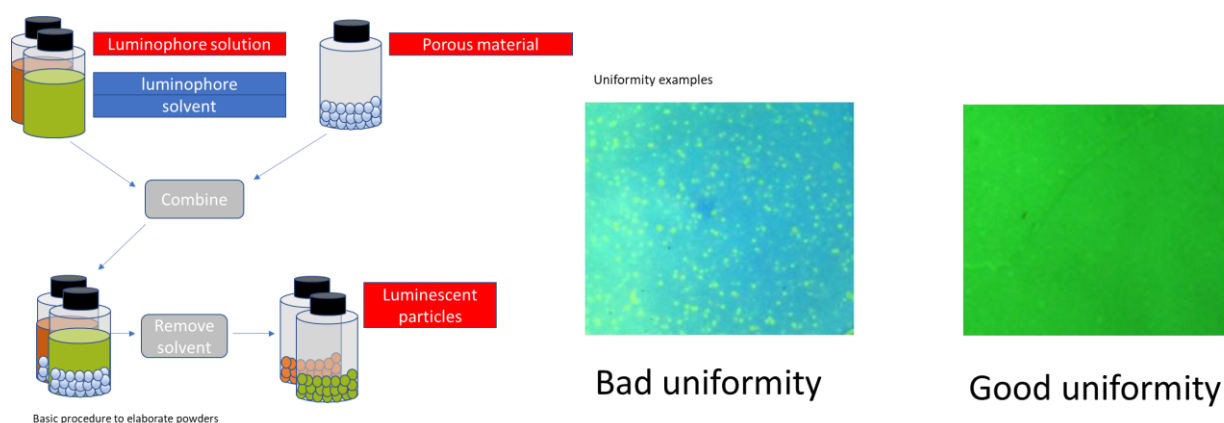 Luminophore solution
luminophore
solvent
Porous material
Combine
Remove
solvent
Luminescent
particles
Basic procedure to elaborate powders
Uniformity examples
Bad uniformity
Good uniformity